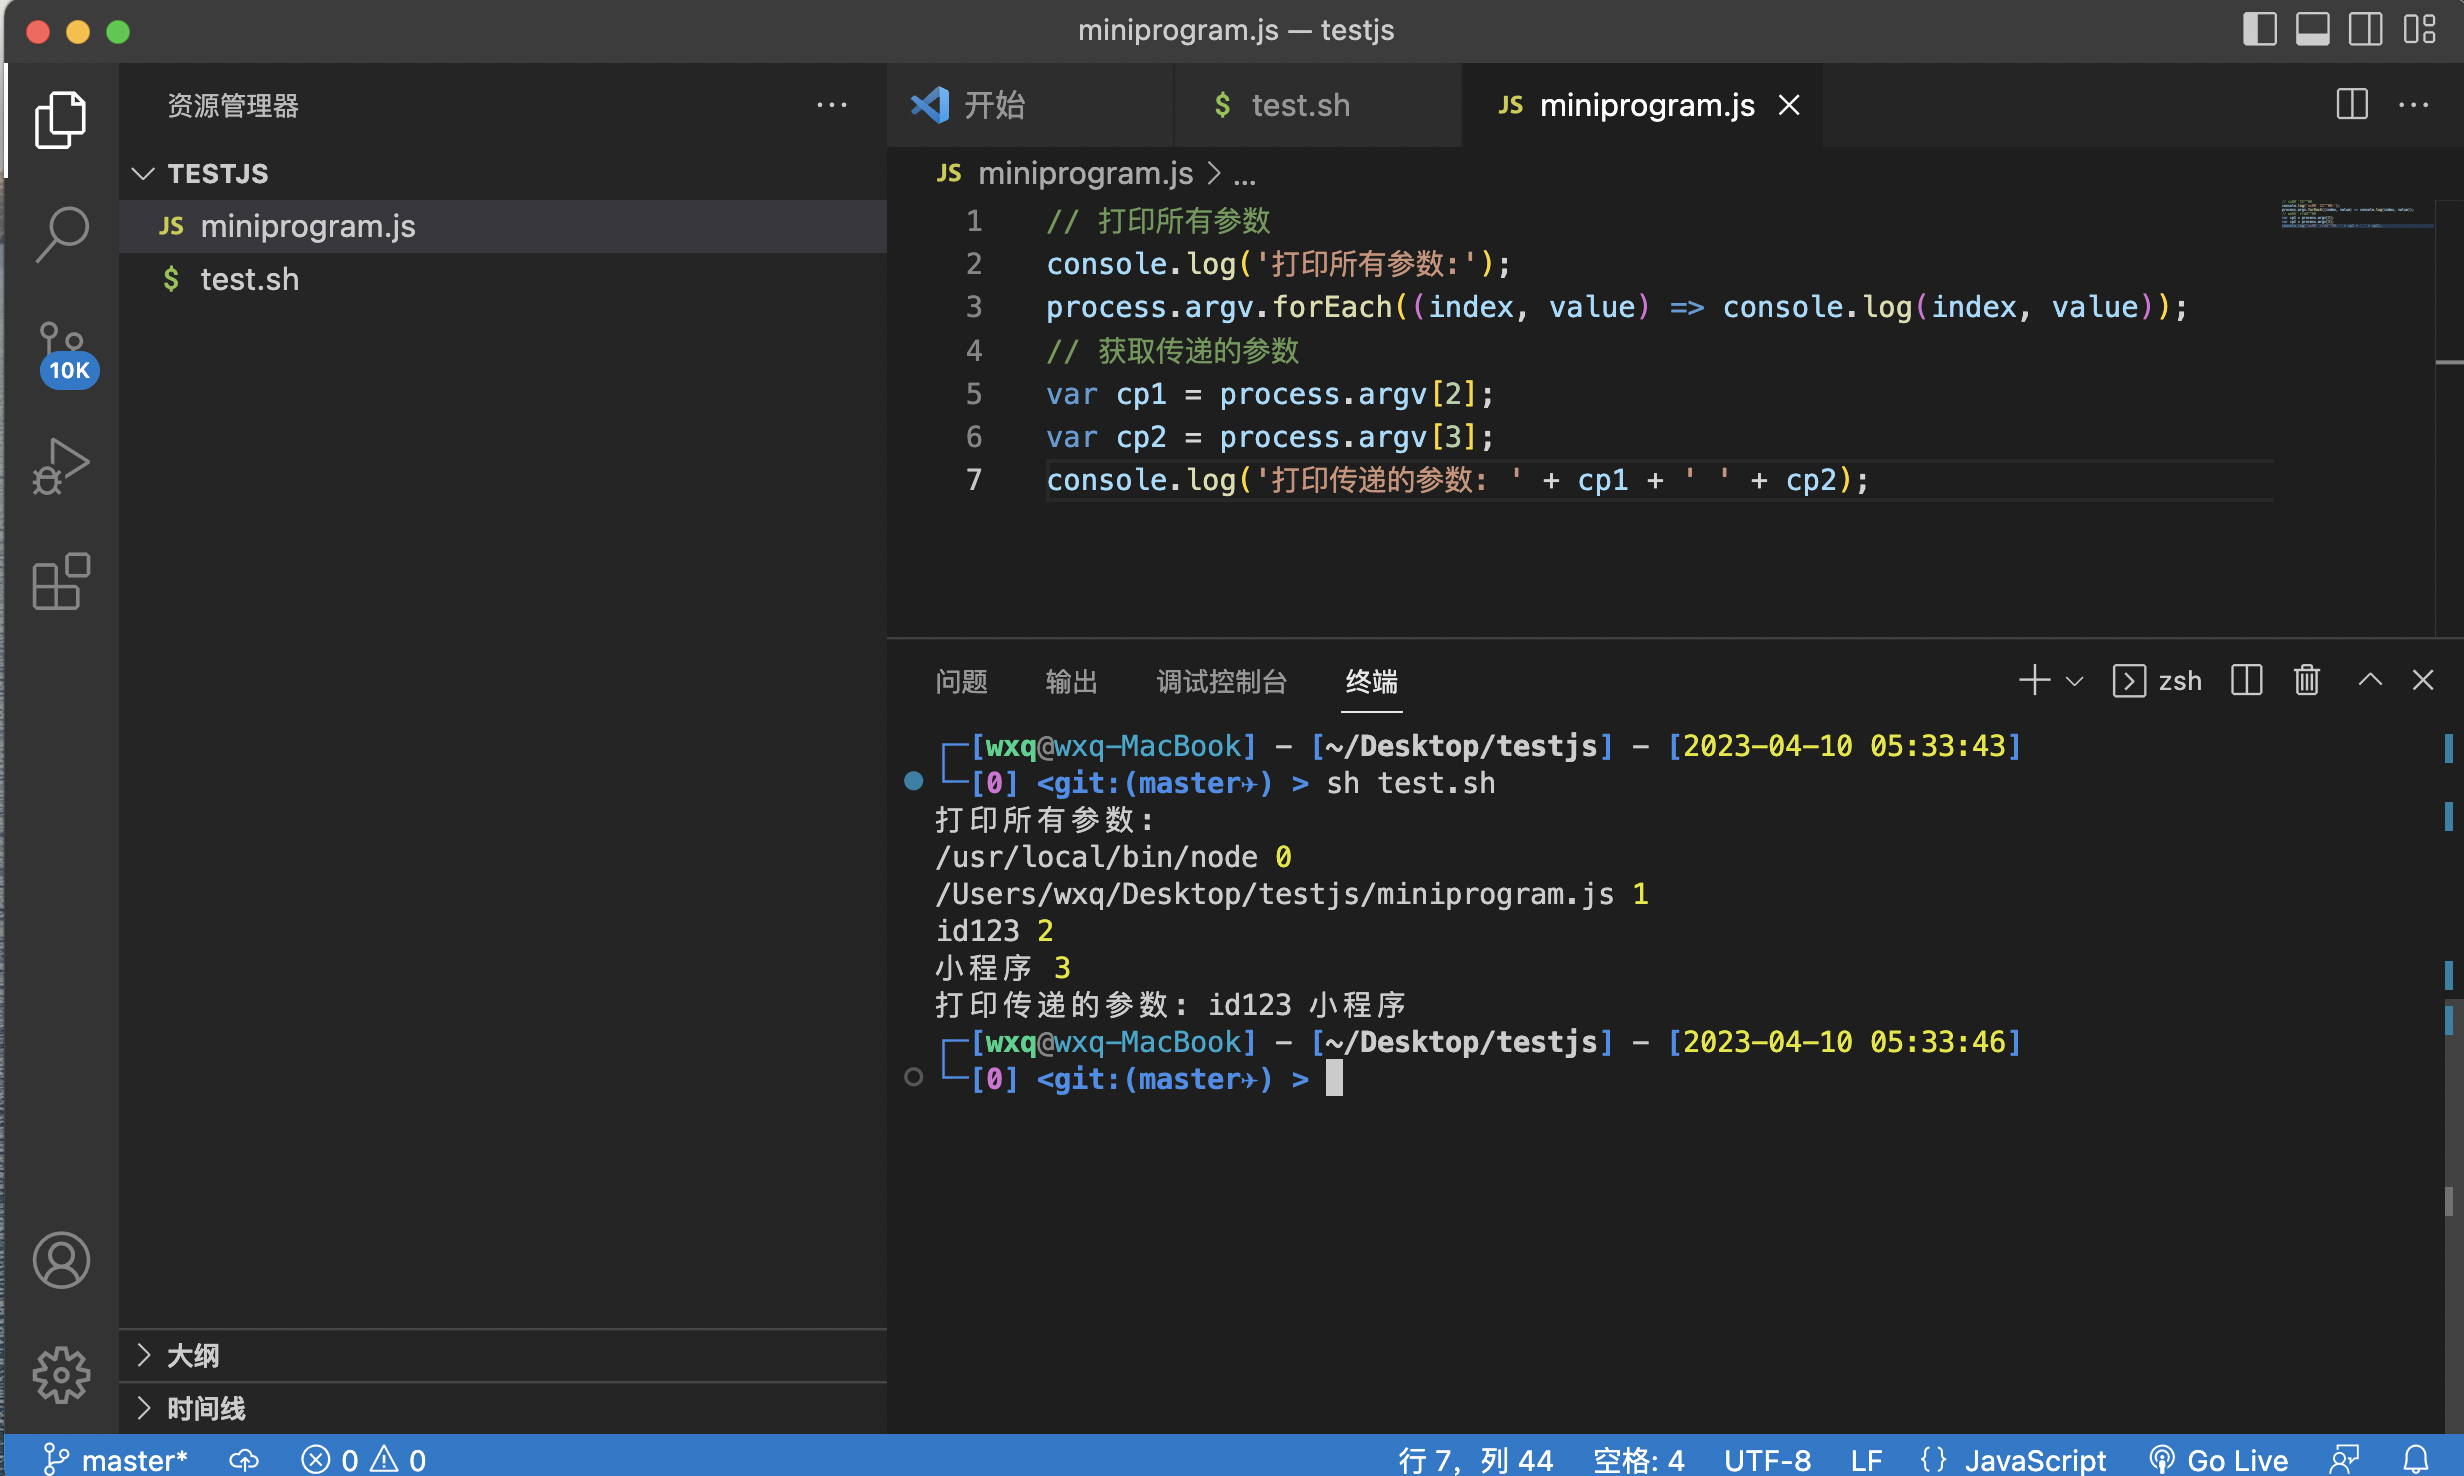 miniprogram.js — testjs
资源管理器
TESTJS
JS miniprogram.js
$ test.sh
10K
大纲
时间线
开始
$ test.sh
JS miniprogram.js
JS miniprogram.js > ...
1 // 打印所有参数
2 console.log('打印所有参数:');
3 process.argv.forEach((index, value) => console.log(index, value));
4 // 获取传递的参数
5 var cp1 = process.argv[2];
6 var cp2 = process.argv[3];
7 console.log('打印传递的参数: ' + cp1 + ' ' + cp2);
问题 输出 调试控制台 终端 zsh
┌─[wxq@wxq-MacBook] - [~/Desktop/testjs] - [2023-04-10 05:33:43]
└─[0] <git:(master✈) > sh test.sh
打印所有参数:
/usr/local/bin/node 0
/Users/wxq/Desktop/testjs/miniprogram.js 1
id123 2
小程序 3
打印传递的参数: id123 小程序
┌─[wxq@wxq-MacBook] - [~/Desktop/testjs] - [2023-04-10 05:33:46]
└─[0] <git:(master✈) >
master* 0 0 行 7，列 44 空格: 4 UTF-8 LF {} JavaScript Go Live